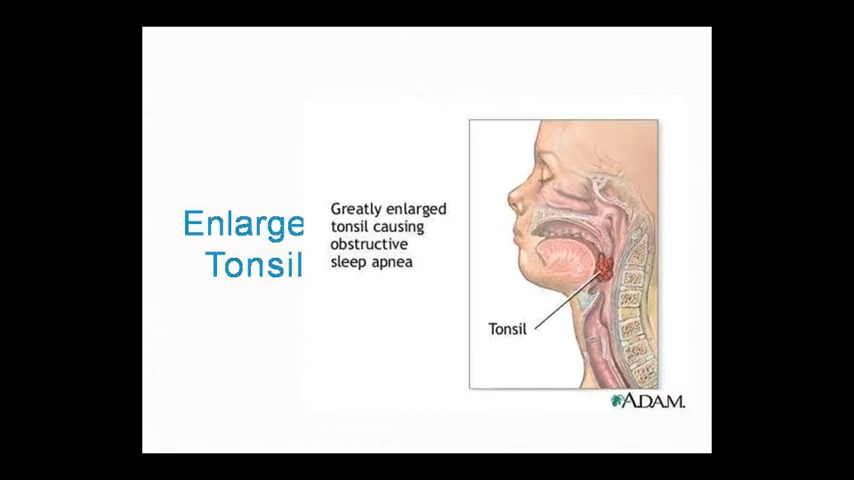 Enlarge
Tonsil
Greatly enlarged
tonsil causing
obstructive
sleep apnea
Tonsil
A.D.A.M.